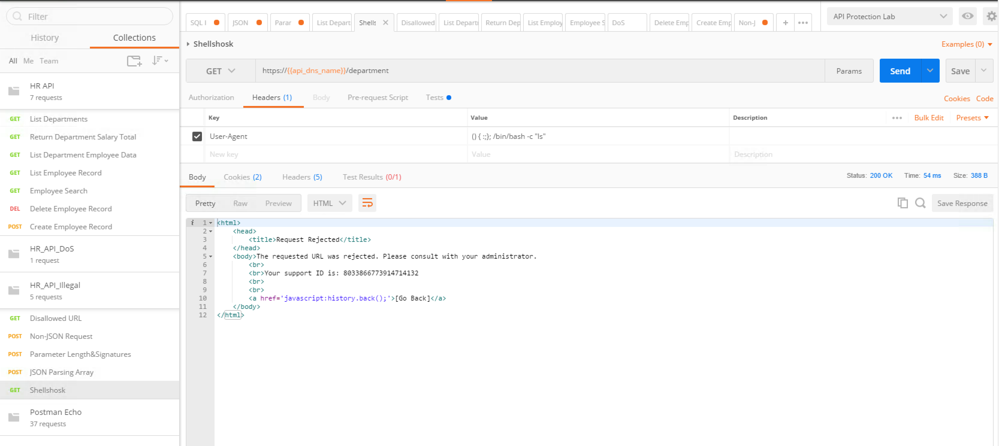 Filter
History
Collections
All Me Team
HR API
7 requests
GET List Departments
GET Return Department Salary Total
GET List Department Employee Data
GET List Employee Record
GET Employee Search
DEL Delete Employee Record
POST Create Employee Record
HR_API_DoS
1 request
HR_API_Illegal
5 requests
GET Disallowed URL
POST Non-JSON Request
POST Parameter Length&Signatures
POST JSON Parsing Array
GET Shellshosk
Postman Echo
37 requests
SQL I JSON Parar List Depart Shells Disallowed List Depart Return Dep List Employ Employee S DoS Delete Emp Create Emp Non-J + •••
API Protection Lab
Shellshosk
Examples (0)
GET https://{{api_dns_name}}/department Params Send Save
Authorization Headers (1) Body Pre-request Script Tests Cookies Code
Key Value Description ••• Bulk Edit Presets
User-Agent () { :;}; /bin/bash -c "ls"
New key Value Description
Body Cookies (2) Headers (5) Test Results (0/1) Status: 200 OK Time: 54 ms Size: 388 B
Pretty Raw Preview HTML Save Response
i 1 <html>
2 <head>
3 <title>Request Rejected</title>
4 </head>
5 <body>The requested URL was rejected. Please consult with your administrator.
6 <br>
7 <br>Your support ID is: 8033866773914714132
8 <br>
9 <br>
10 <a href='javascript:history.back();'>[Go Back]</a>
11 </body>
12 </html>